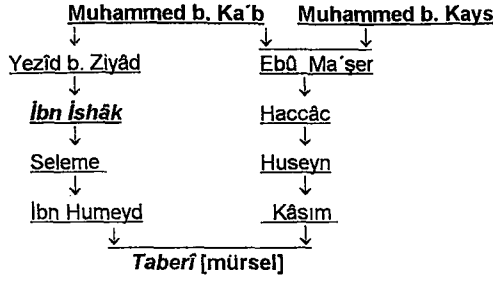 Muhammed b. Ka´b Muhammed b. Kays
Yezîd b. Ziyâd Ebû Ma´şer
İbn İshâk Haccâc
Seleme Huseyn
İbn Humeyd Kâsım
Taberî [mürsel]